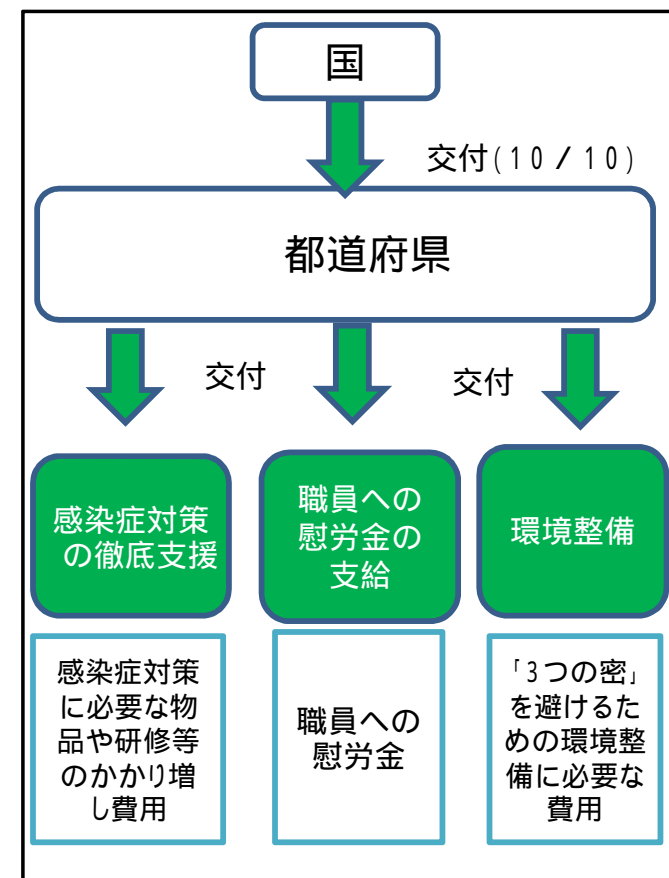 国
交付(10/10)
都道府県
交付
交付
感染症対策
の徹底支援
職員への
慰労金の
支給
環境整備
感染症対策
に必要な物
品や研修等
のかかり増
し費用
職員への
慰労金
「3つの密」
を避けるた
めの環境整
備に必要な
費用